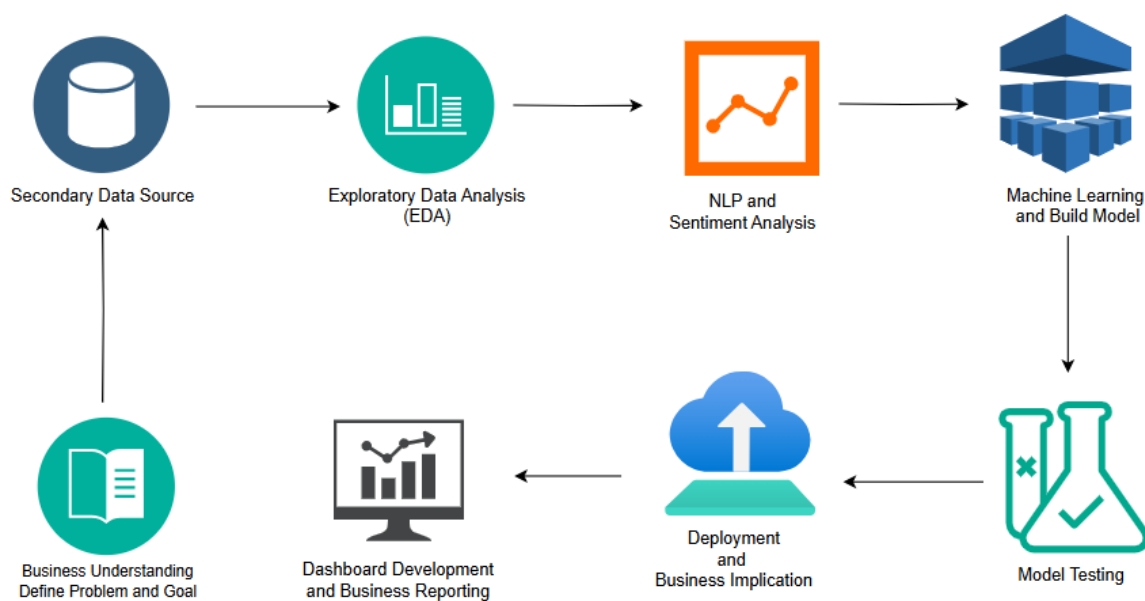 Secondary Data Source
Exploratory Data Analysis
(EDA)
NLP and
Sentiment Analysis
Machine Learning
and Build Model
Business Understanding
Define Problem and Goal
Dashboard Development
and Business Reporting
Deployment
and
Business Implication
Model Testing